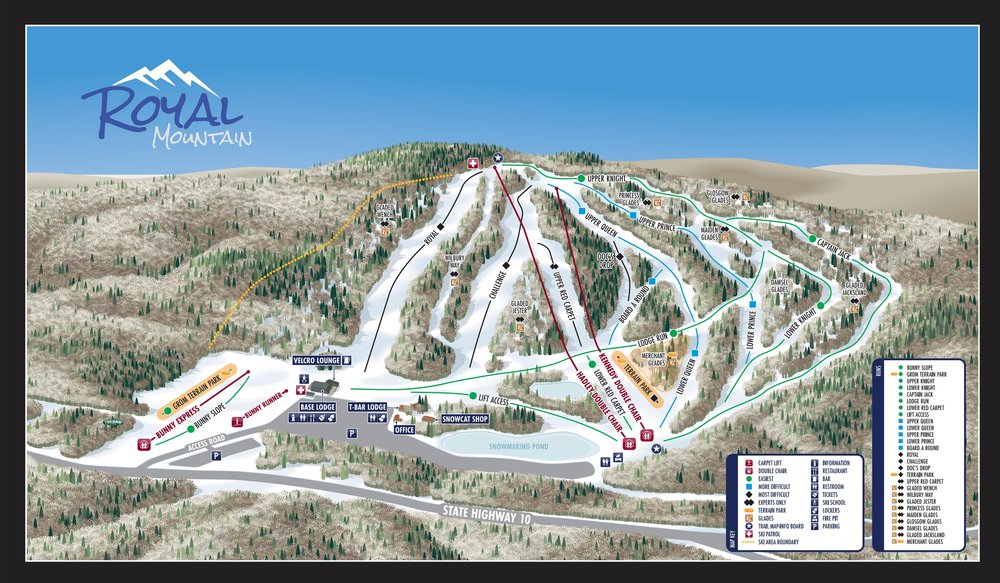 ROYAL
MOUNTAIN
UPPER KNIGHT
PRINCESS
GLADES
GLOSGOW
GLADES
GLADED
WENCH
ROYAL
UPPER QUEEN
UPPER PRINCE
MAIDEN
GLADES
CAPTAIN JACK
WILBURY
WAY
CHALLENGE
UPPER RED CARPET
DOC'S
DROP
BOARD A ROUND
DAMSEL
GLADES
GLADED
JACKSLAND
GLADED
JESTER
LOWER PRINCE
LOWER KNIGHT
LODGE RUN
VELCRO LOUNGE
MERCHANT
GLADES
TERRAIN PARK
LOWER QUEEN
KENNEDY DOUBLE CHAIR
HADLEY DOUBLE CHAIR
LOWER RED CARPET
GROM TERRAIN PARK
BUNNY EXPRESS
BUNNY SLOPE
BUNNY RUNNER
BASE LODGE
T-BAR LODGE
LIFT ACCESS
OFFICE
SNOWCAT SHOP
ACCESS ROAD
P
P
SNOWMAKING POND
STATE HIGHWAY 10
MAP KEY
CARPET LIFT
DOUBLE CHAIR
EASIEST
MORE DIFFICULT
MOST DIFFICULT
EXPERTS ONLY
TERRAIN PARK
GLADES
TRAIL MAP/INFO BOARD
SKI PATROL
SKI AREA BOUNDARY
INFORMATION
RESTAURANT
BAR
RESTROOM
TICKETS
SKI SCHOOL
LOCKERS
FIRE PIT
P PARKING
RUNS
BUNNY SLOPE
GROM TERRAIN PARK
UPPER KNIGHT
LOWER KNIGHT
CAPTAIN JACK
LODGE RUN
LOWER RED CARPET
LIFT ACCESS
UPPER QUEEN
LOWER QUEEN
UPPER PRINCE
LOWER PRINCE
BOARD A ROUND
ROYAL
CHALLENGE
DOC'S DROP
TERRAIN PARK
UPPER RED CARPET
GLADED WENCH
WILBURY WAY
GLADED JESTER
PRINCESS GLADES
MAIDEN GLADES
GLOSGOW GLADES
DAMSEL GLADES
GLADED JACKSLAND
MERCHANT GLADES